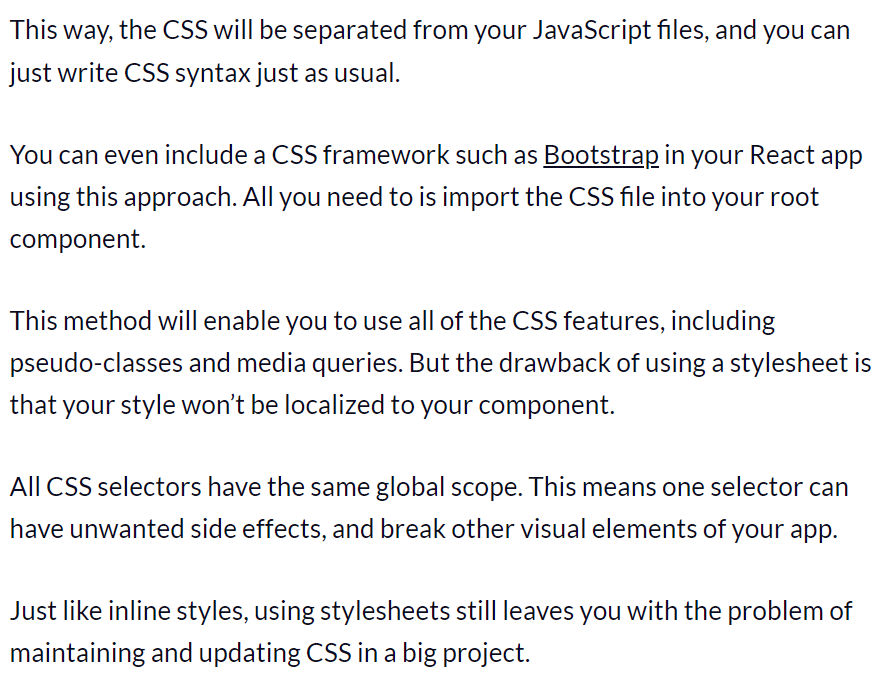 This way, the CSS will be separated from your JavaScript files, and you can
just write CSS syntax just as usual.
You can even include a CSS framework such as Bootstrap in your React app
using this approach. All you need to is import the CSS file into your root
component.
This method will enable you to use all of the CSS features, including
pseudo-classes and media queries. But the drawback of using a stylesheet is
that your style won’t be localized to your component.
All CSS selectors have the same global scope. This means one selector can
have unwanted side effects, and break other visual elements of your app.
Just like inline styles, using stylesheets still leaves you with the problem of
maintaining and updating CSS in a big project.